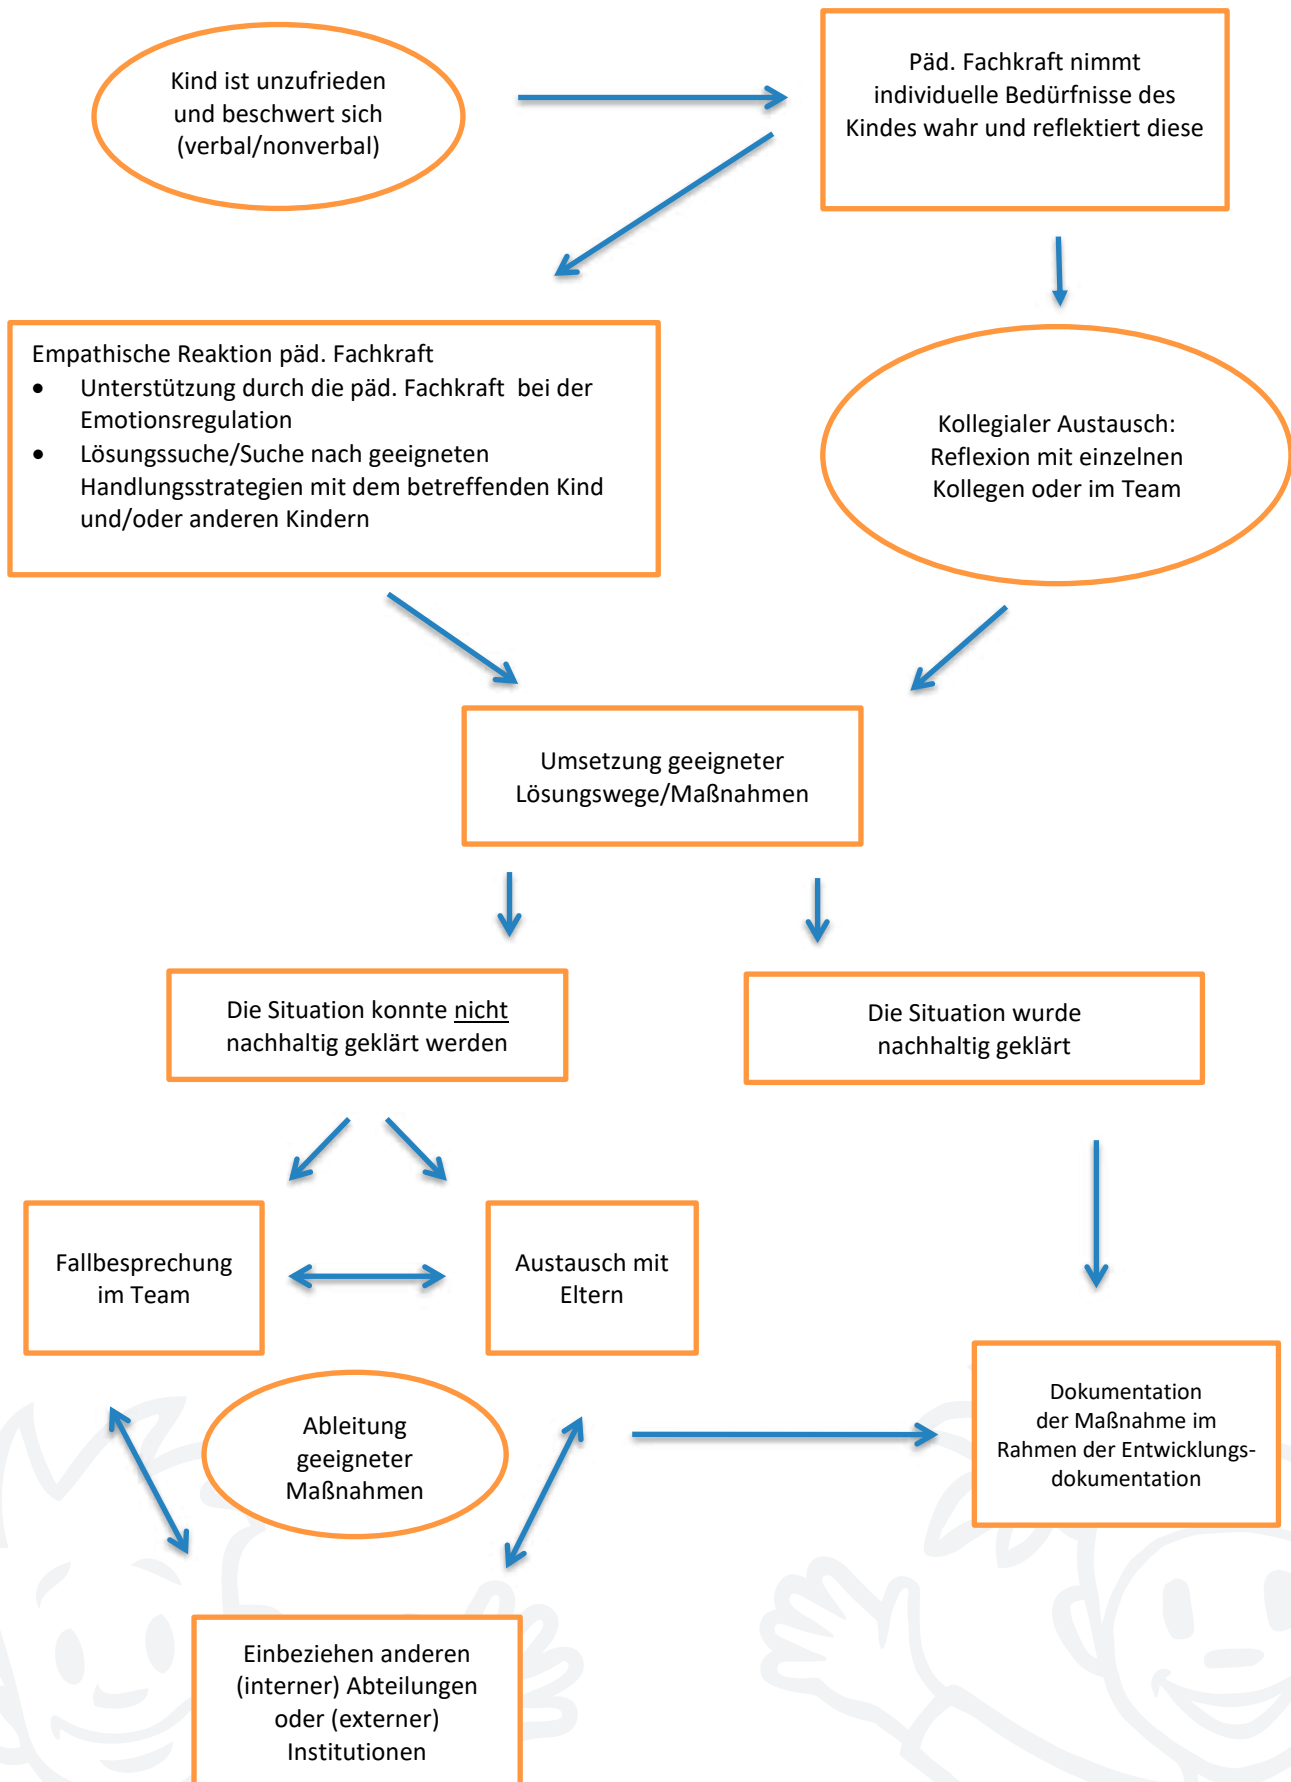 Kind ist unzufrieden
und beschwert sich
(verbal/nonverbal)
Päd. Fachkraft nimmt
individuelle Bedürfnisse des
Kindes wahr und reflektiert diese
Empathische Reaktion päd. Fachkraft
• Unterstützung durch die päd. Fachkraft bei der
Emotionsregulation
• Lösungssuche/Suche nach geeigneten
Handlungsstrategien mit dem betreffenden Kind
und/oder anderen Kindern
Kollegialer Austausch:
Reflexion mit einzelnen
Kollegen oder im Team
Umsetzung geeigneter
Lösungswege/Maßnahmen
Die Situation konnte nicht
nachhaltig geklärt werden
Die Situation wurde
nachhaltig geklärt
Fallbesprechung
im Team
Austausch mit
Eltern
Ableitung
geeigneter
Maßnahmen
Dokumentation
der Maßnahme im
Rahmen der Entwicklungs-
dokumentation
Einbeziehen anderen
(interner) Abteilungen
oder (externer)
Institutionen